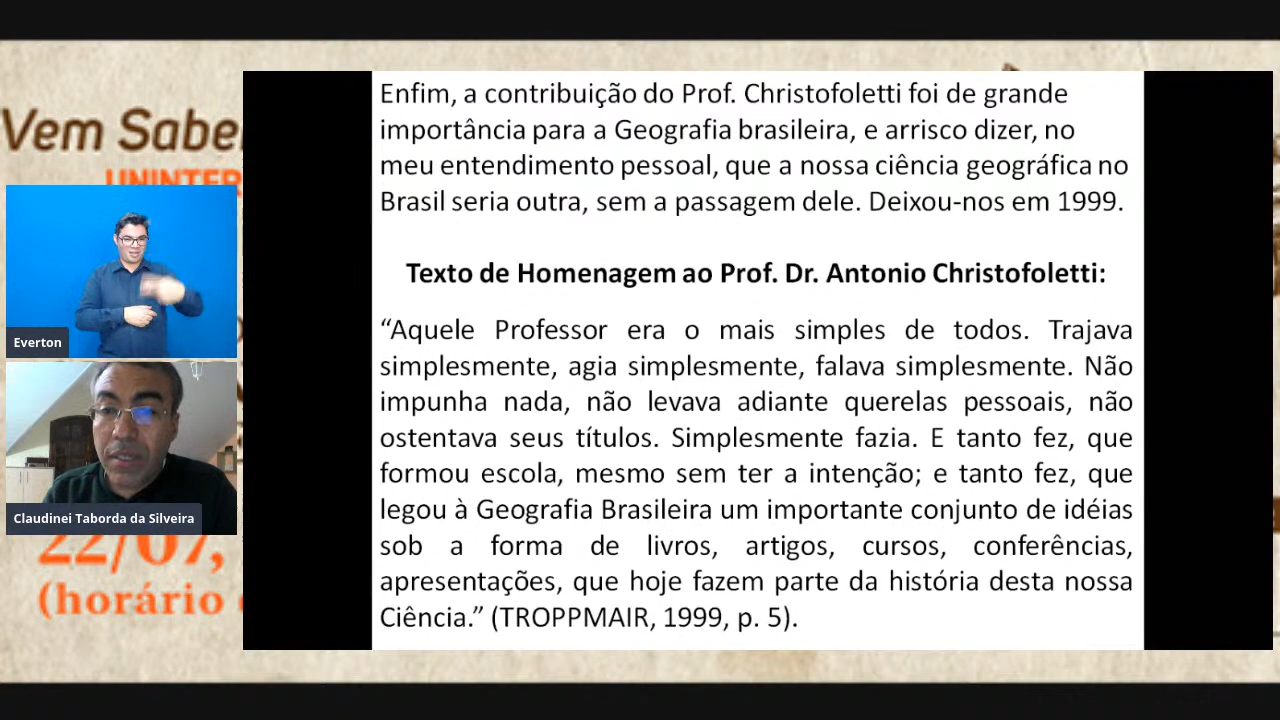 Vem Sabe
UNINTER
Everton
Claudinei Taborda da Silveira
22/07,
(horário
Enfim, a contribuição do Prof. Christofoletti foi de grande
importância para a Geografia brasileira, e arrisco dizer, no
meu entendimento pessoal, que a nossa ciência geográfica no
Brasil seria outra, sem a passagem dele. Deixou-nos em 1999.
Texto de Homenagem ao Prof. Dr. Antonio Christofoletti:
“Aquele Professor era o mais simples de todos. Trajava
simplesmente, agia simplesmente, falava simplesmente. Não
impunha nada, não levava adiante querelas pessoais, não
ostentava seus títulos. Simplesmente fazia. E tanto fez, que
formou escola, mesmo sem ter a intenção; e tanto fez, que
legou à Geografia Brasileira um importante conjunto de idéias
sob a forma de livros, artigos, cursos, conferências,
apresentações, que hoje fazem parte da história desta nossa
Ciência.” (TROPPMAIR, 1999, p. 5).